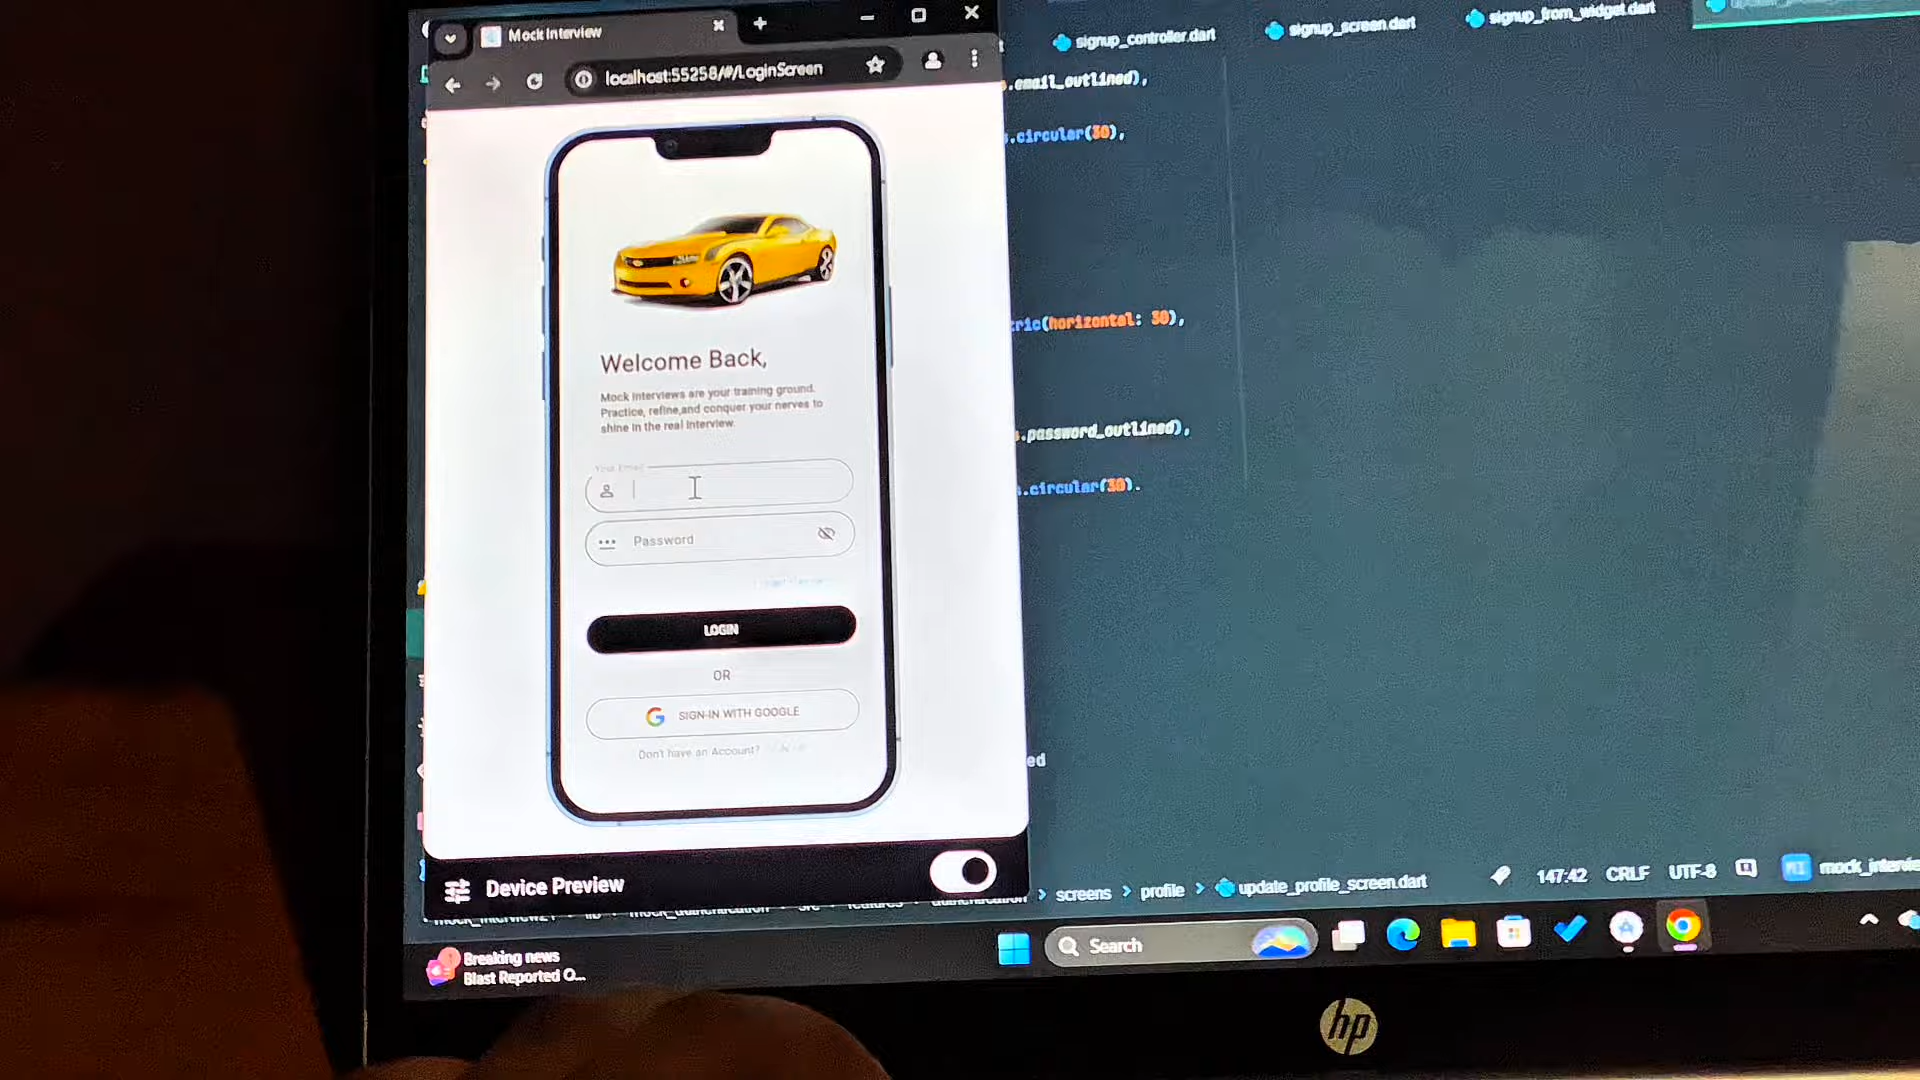 Mock Interview
signup_controller.dart
signup_screen.dart
signup_from_widget.dart
localhost:55258/#/LoginScreen
.email_outlined),
.circular(30),
Welcome Back,
Mock Interviews are your training ground.
Practice, refine,and conquer your nerves to
shine in the real Interview.
Your Email
Password
LOGIN
OR
SIGN-IN WITH GOOGLE
Don't have an Account?
tric(horizontal: 30),
.password_outlined),
.circular(30).
ed
Device Preview
screens > profile > update_profile_screen.dart
147:42 CRLF UTF-8
Breaking news
Blast Reported O...
Search
hp